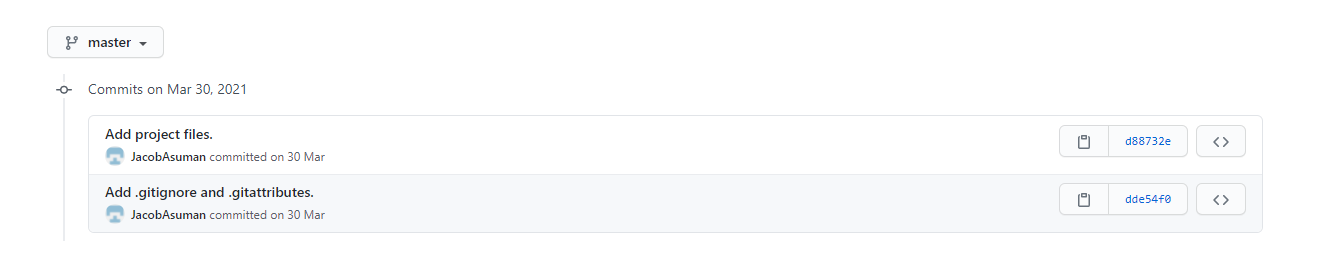 master
Commits on Mar 30, 2021
Add project files.
JacobAsuman committed on 30 Mar
d88732e
Add .gitignore and .gitattributes.
JacobAsuman committed on 30 Mar
dde54f0